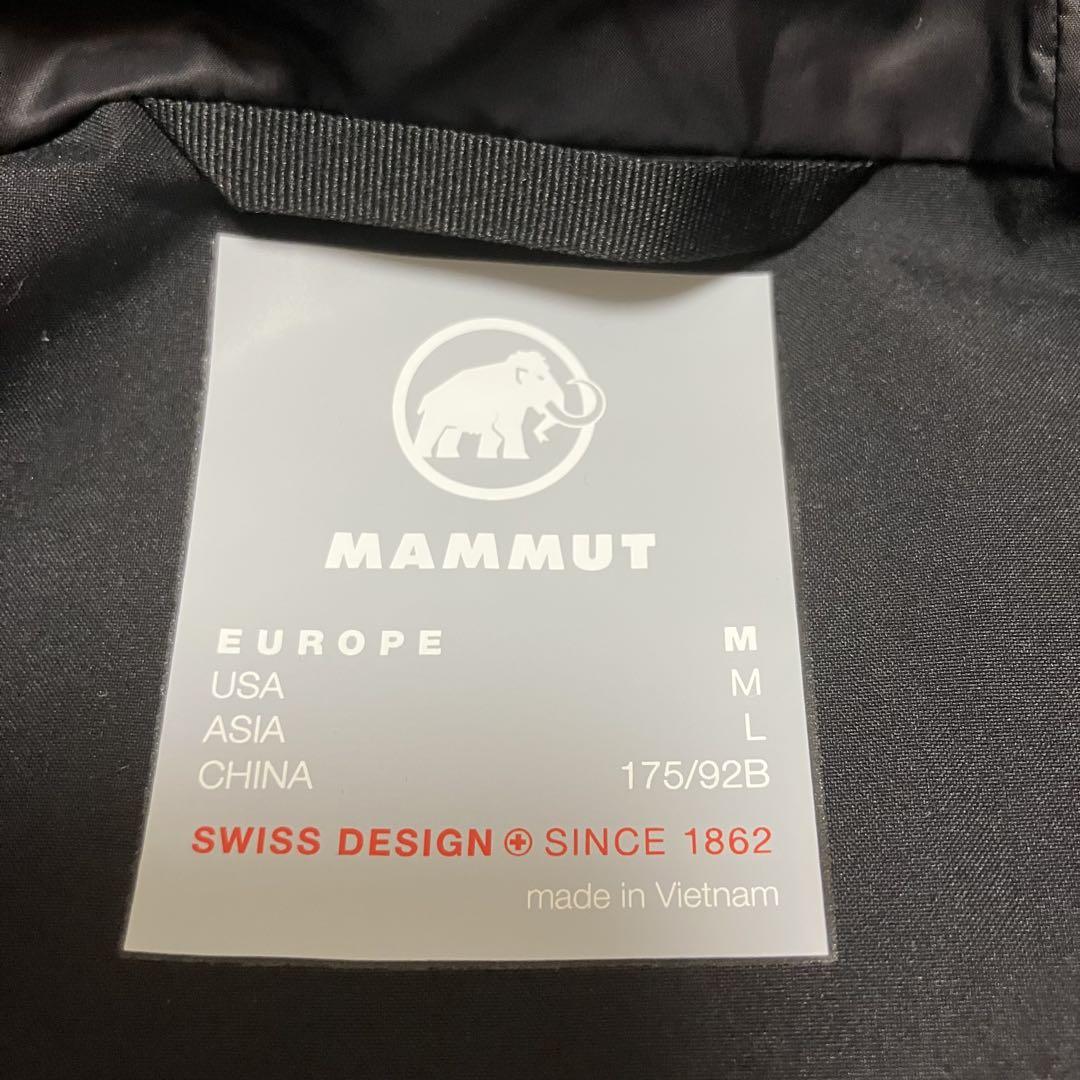 MAMMUT
EUROPE M
USA M
ASIA L
CHINA 175/92B
SWISS DESIGN SINCE 1862
made in Vietnam